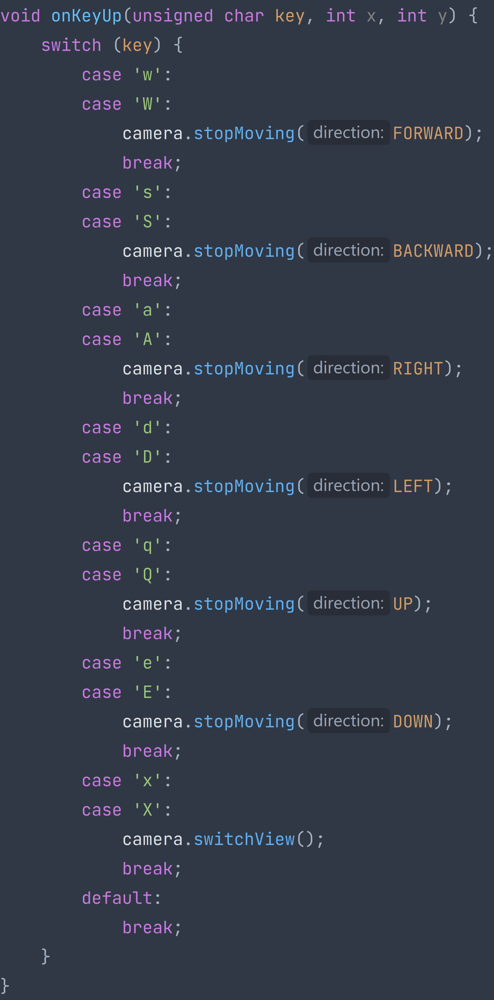 void onKeyUp(unsigned char key, int x, int y) {
    switch (key) {
        case 'w':
        case 'W':
            camera.stopMoving( direction: FORWARD);
            break;
        case 's':
        case 'S':
            camera.stopMoving( direction: BACKWARD);
            break;
        case 'a':
        case 'A':
            camera.stopMoving( direction: RIGHT);
            break;
        case 'd':
        case 'D':
            camera.stopMoving( direction: LEFT);
            break;
        case 'q':
        case 'Q':
            camera.stopMoving( direction: UP);
            break;
        case 'e':
        case 'E':
            camera.stopMoving( direction: DOWN);
            break;
        case 'x':
        case 'X':
            camera.switchView();
            break;
        default:
            break;
    }
}